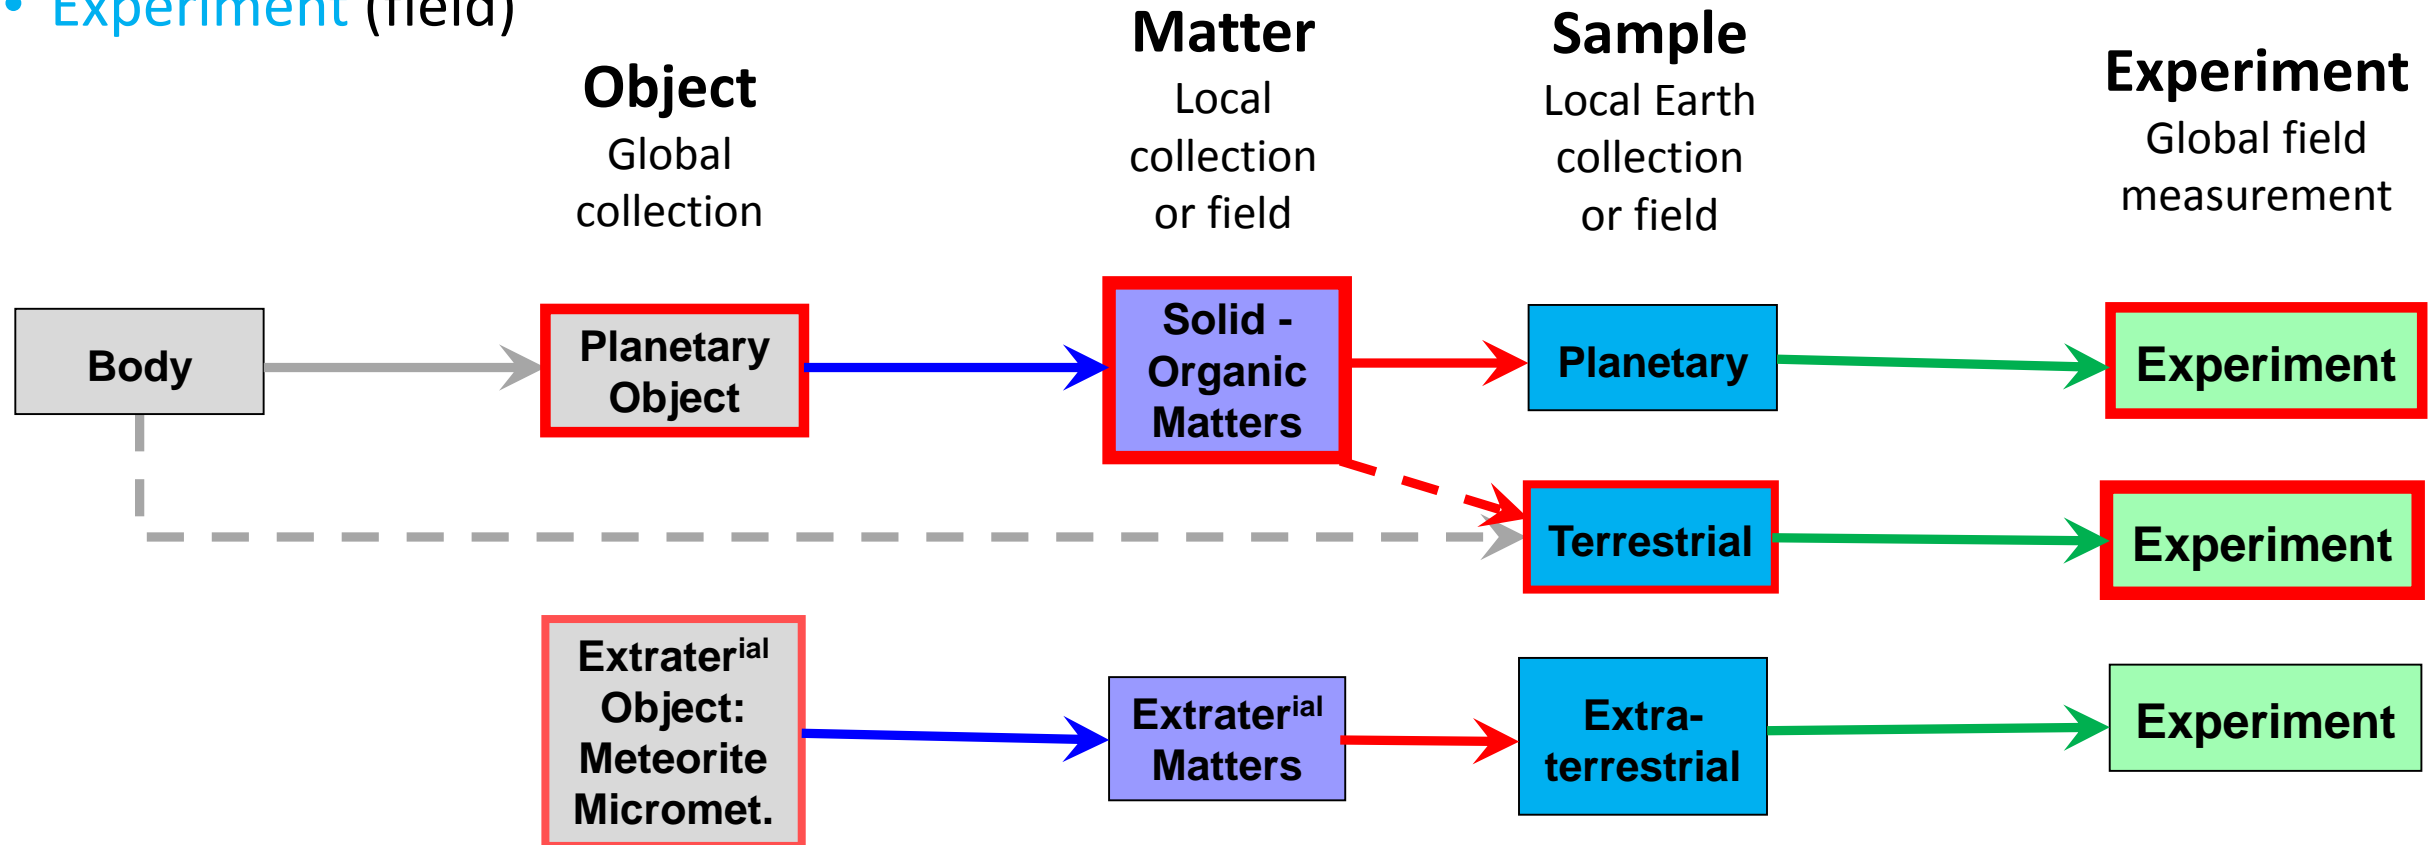 • Experiment (field)
Object
Global
collection
Matter
Local
collection
or field
Sample
Local Earth
collection
or field
Experiment
Global field
measurement
Body
Planetary
Object
Solid -
Organic
Matters
Planetary
Experiment
Terrestrial
Experiment
Extraterial
Object:
Meteorite
Micromet.
Extraterial
Matters
Extra-
terrestrial
Experiment